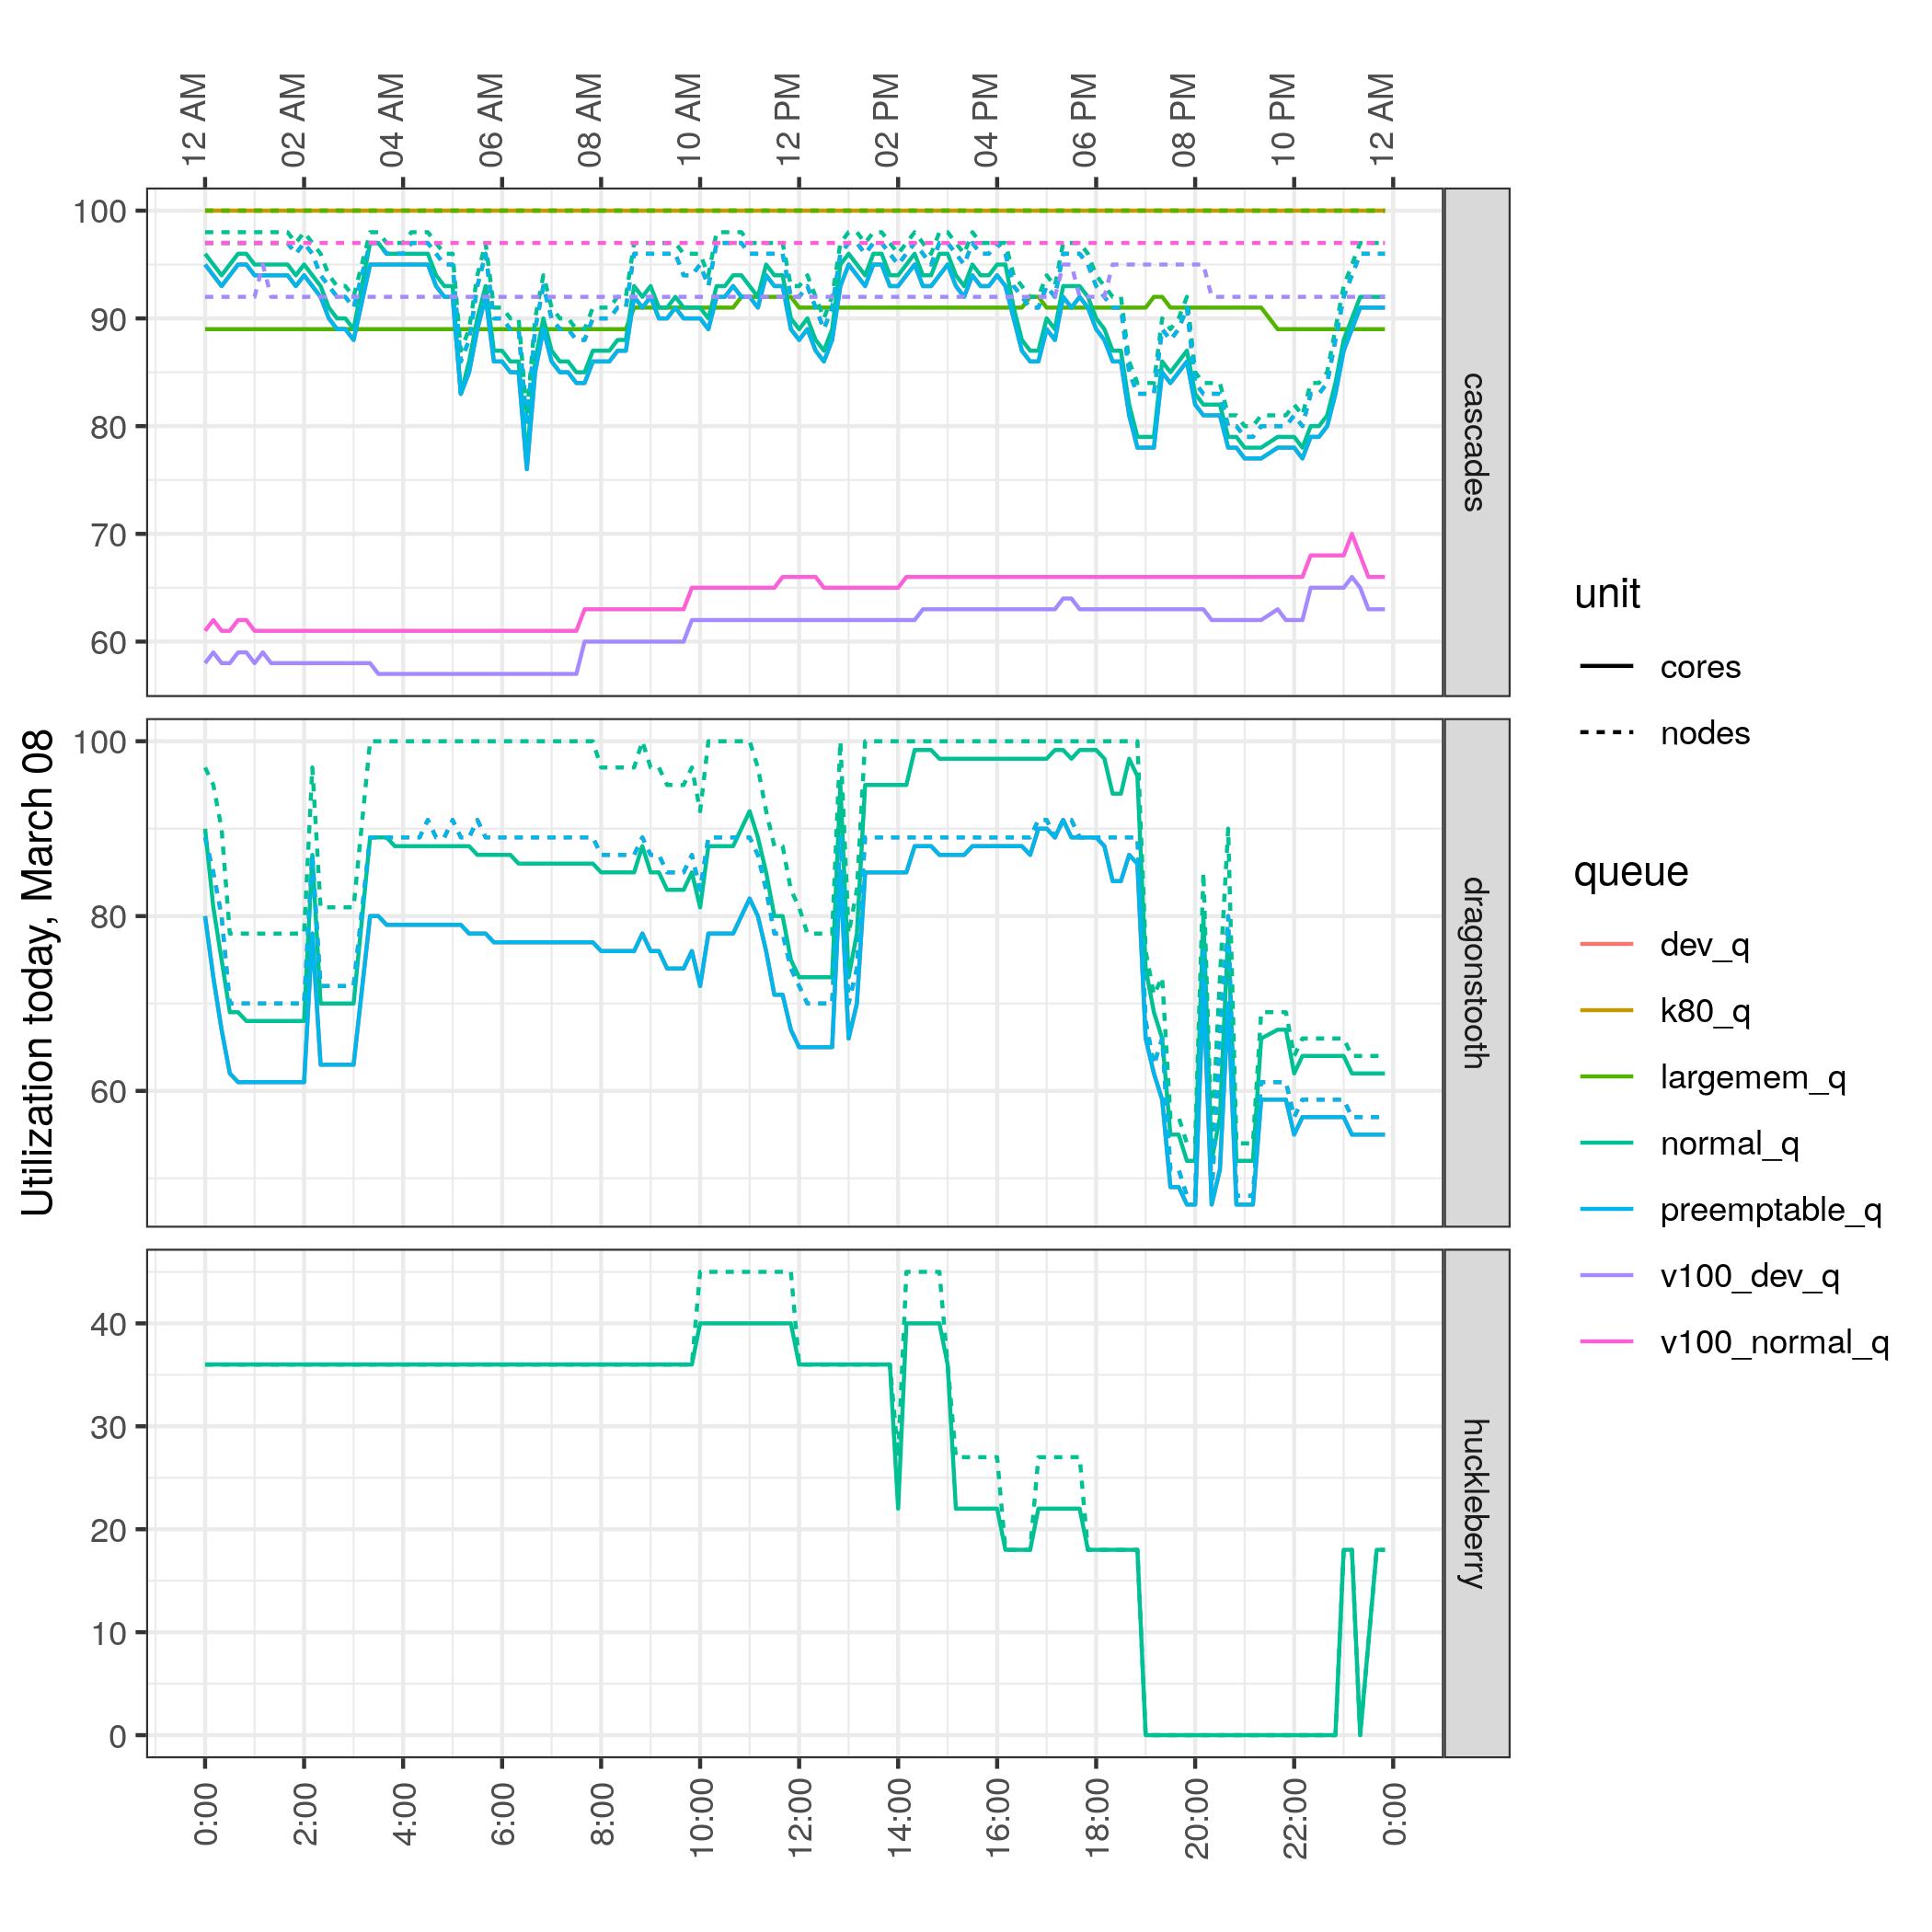 12 AM
02 AM
04 AM
06 AM
08 AM
10 AM
12 PM
02 PM
04 PM
06 PM
08 PM
10 PM
12 AM
Utilization today, March 08
100
90
80
70
60
cascades
100
80
60
dragonstooth
40
30
20
10
0
huckleberry
0:00
2:00
4:00
6:00
8:00
10:00
12:00
14:00
16:00
18:00
20:00
22:00
0:00
unit
cores
nodes
queue
dev_q
k80_q
largemem_q
normal_q
preemptable_q
v100_dev_q
v100_normal_q